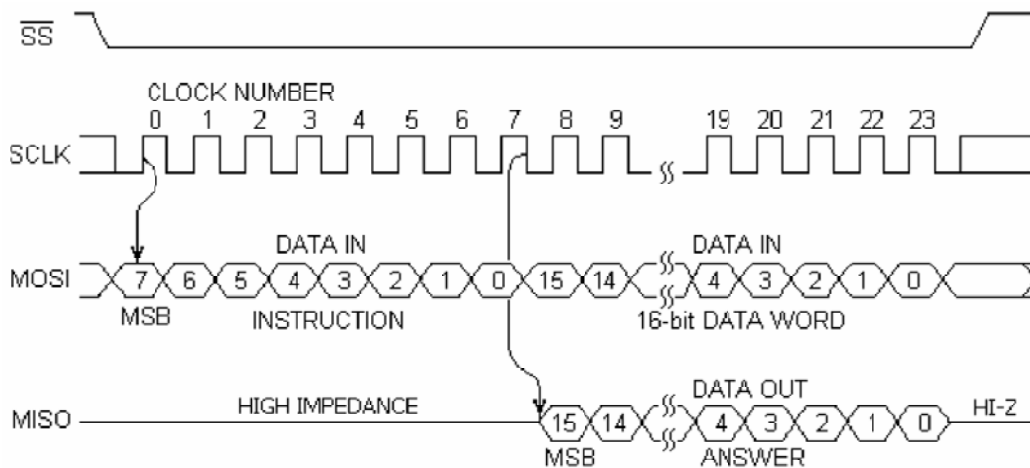 SS
CLOCK NUMBER
0 1 2 3 4 5 6 7 8 9 19 20 21 22 23
SCLK
DATA IN DATA IN
MOSI 7 6 5 4 3 2 1 0 15 14 4 3 2 1 0
MSB INSTRUCTION 16-bit DATA WORD
DATA OUT
MISO HIGH IMPEDANCE 15 14 4 3 2 1 0 HI-Z
MSB ANSWER